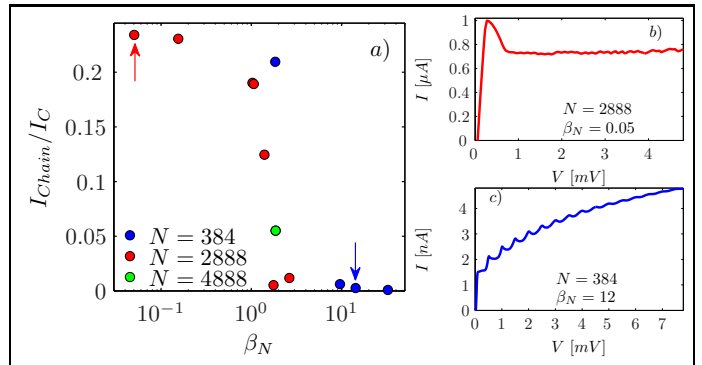 a)
I_{Chain}/I_C
0.2
0.15
0.1
0.05
0
N = 384
N = 2888
N = 4888
10^{-1} 10^0 10^1
β_N
b)
I [μA]
1
0.8
0.6
0.4
0.2
0
N = 2888
β_N = 0.05
0 1 2 3 4
V [mV]
c)
I [nA]
4
3
2
1
0
N = 384
β_N = 12
0 1 2 3 4 5 6 7
V [mV]